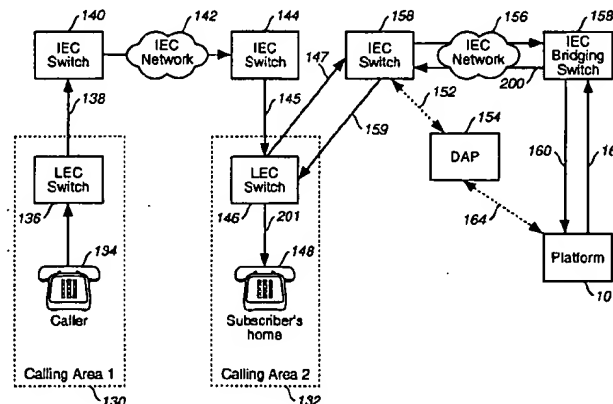 140
142
144
158
156
158
IEC
Switch
IEC
Network
IEC
Switch
147
IEC
Switch
IEC
Network
IEC
Bridging
Switch
200
138
145
152
159
154
DAP
160
16
LEC
Switch
136
LEC
Switch
146
201
164
134
148
Platform
10
Caller
Subscriber's
home
Calling Area 1
Calling Area 2
130
132